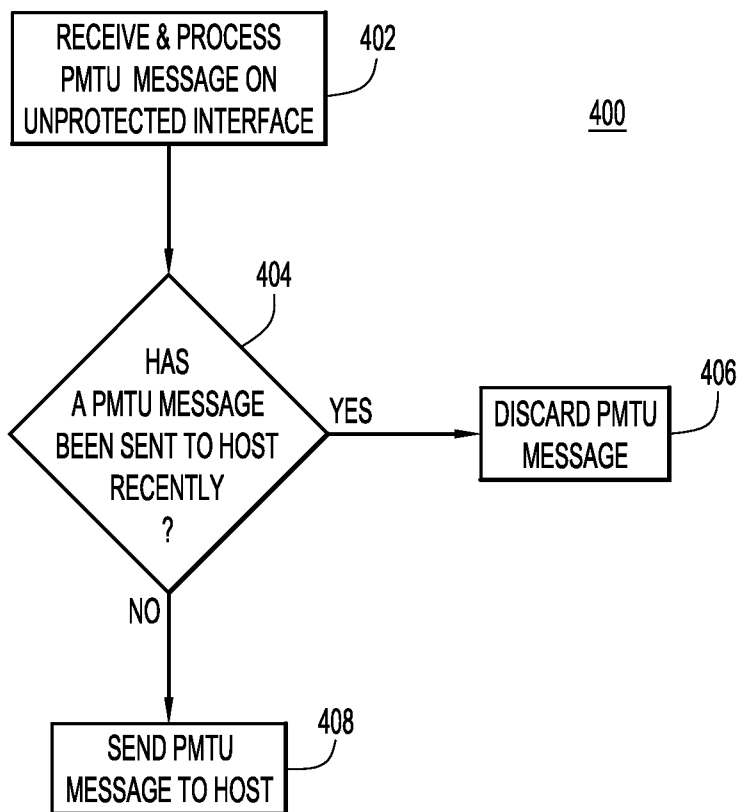 RECEIVE & PROCESS
PMTU MESSAGE ON
UNPROTECTED INTERFACE
402
400
404
HAS
A PMTU MESSAGE
BEEN SENT TO HOST
RECENTLY
?
YES
406
DISCARD PMTU
MESSAGE
NO
408
SEND PMTU
MESSAGE TO HOST